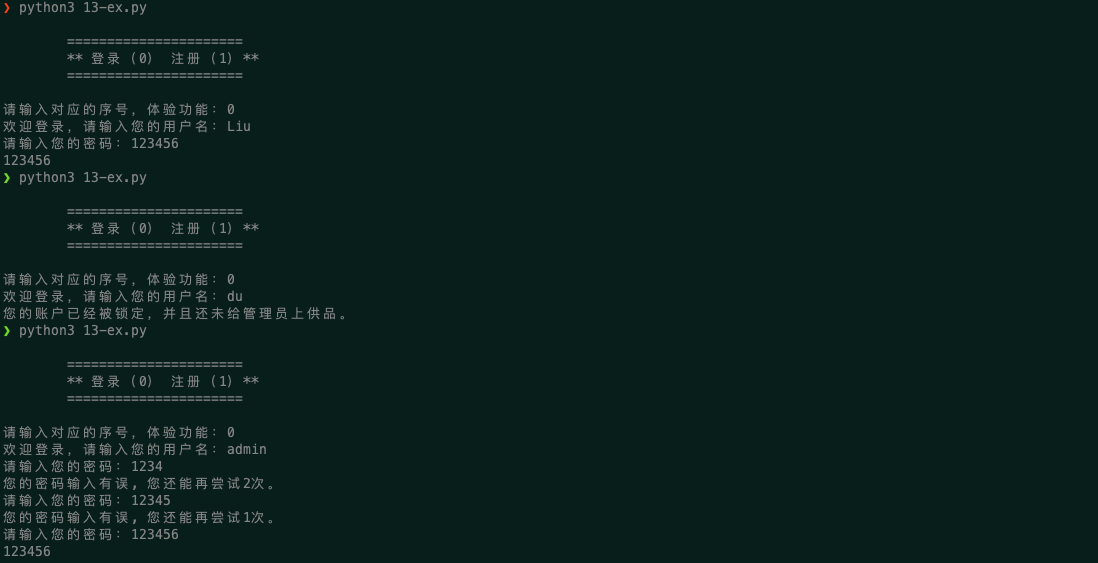 ❯ python3 13-ex.py
======================
** 登录 (0)  注册 (1) **
======================
请输入对应的序号, 体验功能: 0
欢迎登录, 请输入您的用户名: Liu
请输入您的密码: 123456
123456
❯ python3 13-ex.py
======================
** 登录 (0)  注册 (1) **
======================
请输入对应的序号, 体验功能: 0
欢迎登录, 请输入您的用户名: du
您的账户已经被锁定, 并且还未给管理员上供品。
❯ python3 13-ex.py
======================
** 登录 (0)  注册 (1) **
======================
请输入对应的序号, 体验功能: 0
欢迎登录, 请输入您的用户名: admin
请输入您的密码: 1234
您的密码输入有误, 您还能再尝试2次。
请输入您的密码: 12345
您的密码输入有误, 您还能再尝试1次。
请输入您的密码: 123456
123456